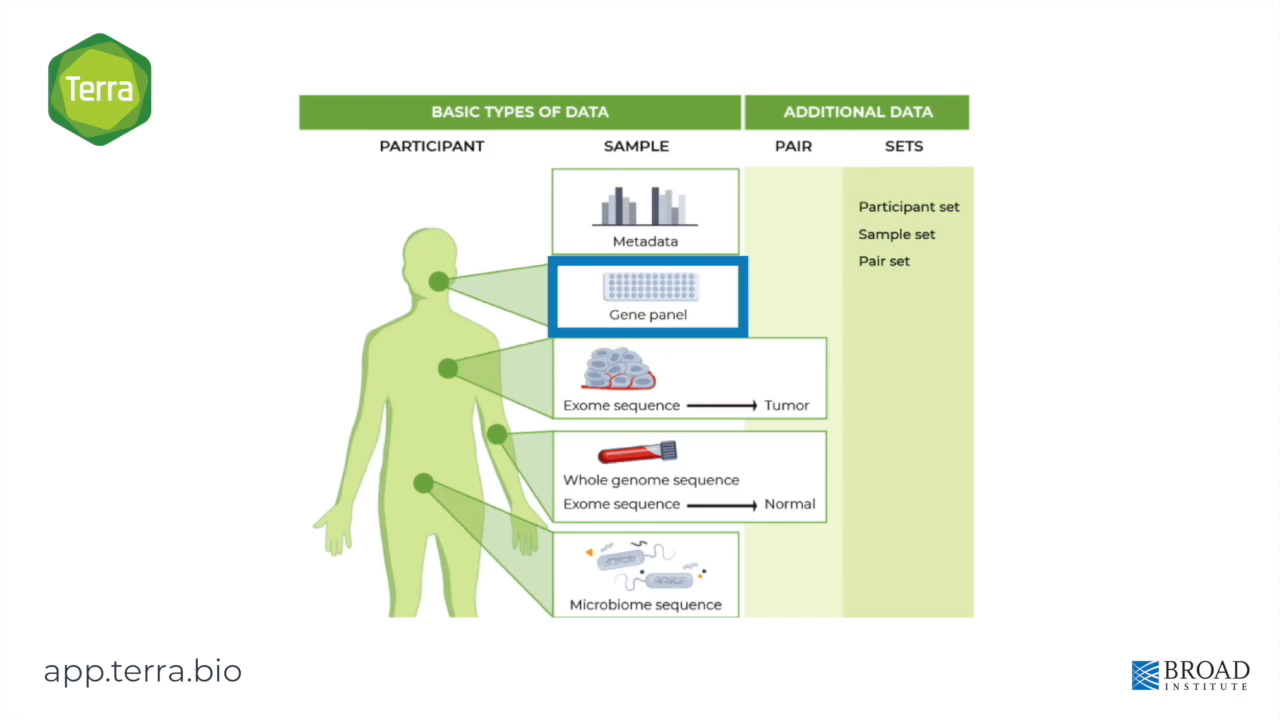 Terra
BASIC TYPES OF DATA
ADDITIONAL DATA
PARTICIPANT
SAMPLE
PAIR
SETS
Metadata
Participant set
Sample set
Pair set
Gene panel
Exome sequence
Tumor
Whole genome sequence
Exome sequence
Normal
Microbiome sequence
app.terra.bio
BROAD
INSTITUTE